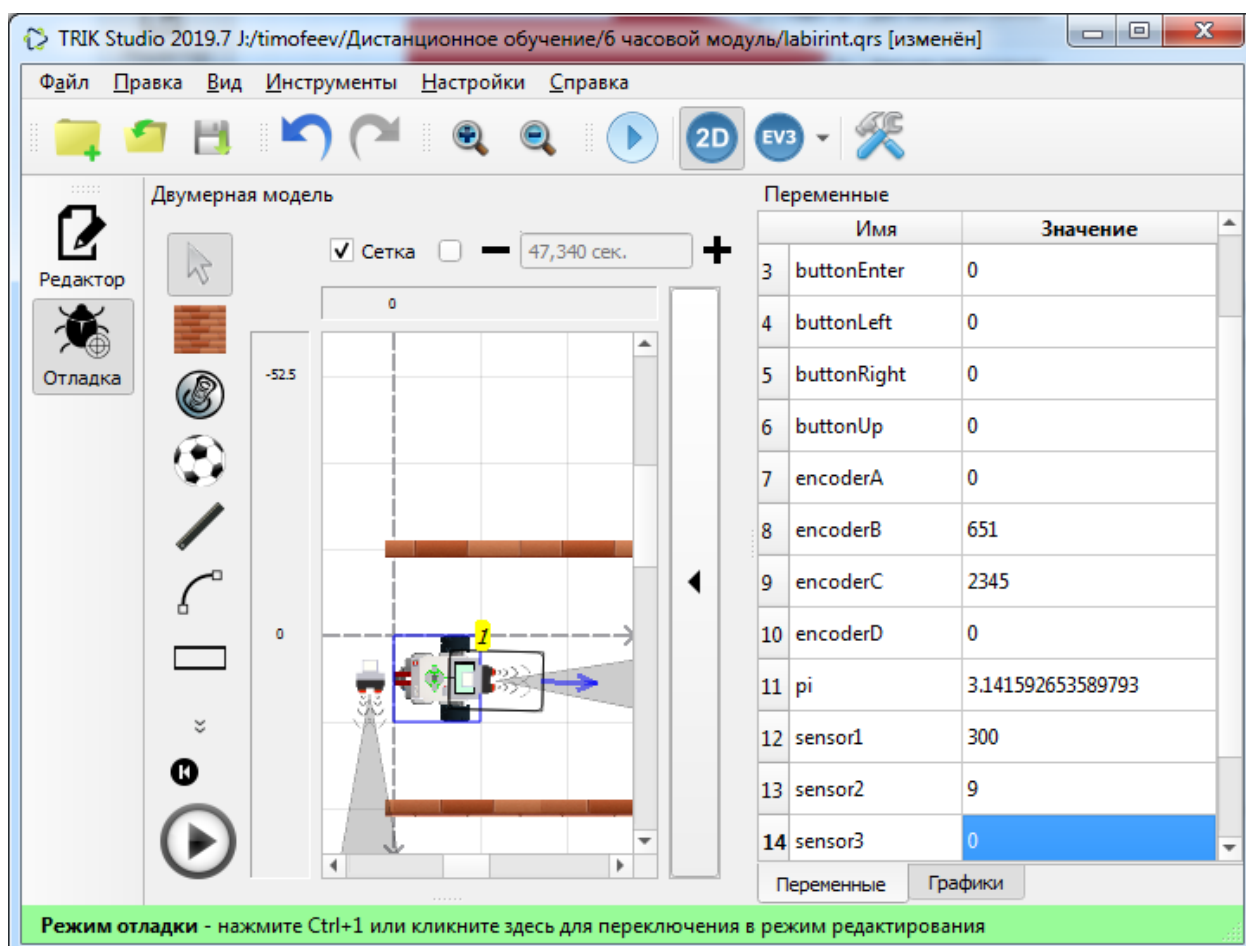 TRIK Studio 2019.7 J:/timofeev/Дистанционное обучение/6 часовой модуль/labirint.qrs [изменён]
Файл Правка Вид Инструменты Настройки Справка
2D EV3
Редактор
Отладка
Двумерная модель
Сетка 47,340 сек.
0
-52.5
0
1
Переменные
Имя Значение
3 buttonEnter 0
4 buttonLeft 0
5 buttonRight 0
6 buttonUp 0
7 encoderA 0
8 encoderB 651
9 encoderC 2345
10 encoderD 0
11 pi 3.141592653589793
12 sensor1 300
13 sensor2 9
14 sensor3 0
Переменные Графики
Режим отладки - нажмите Ctrl+1 или кликните здесь для переключения в режим редактирования